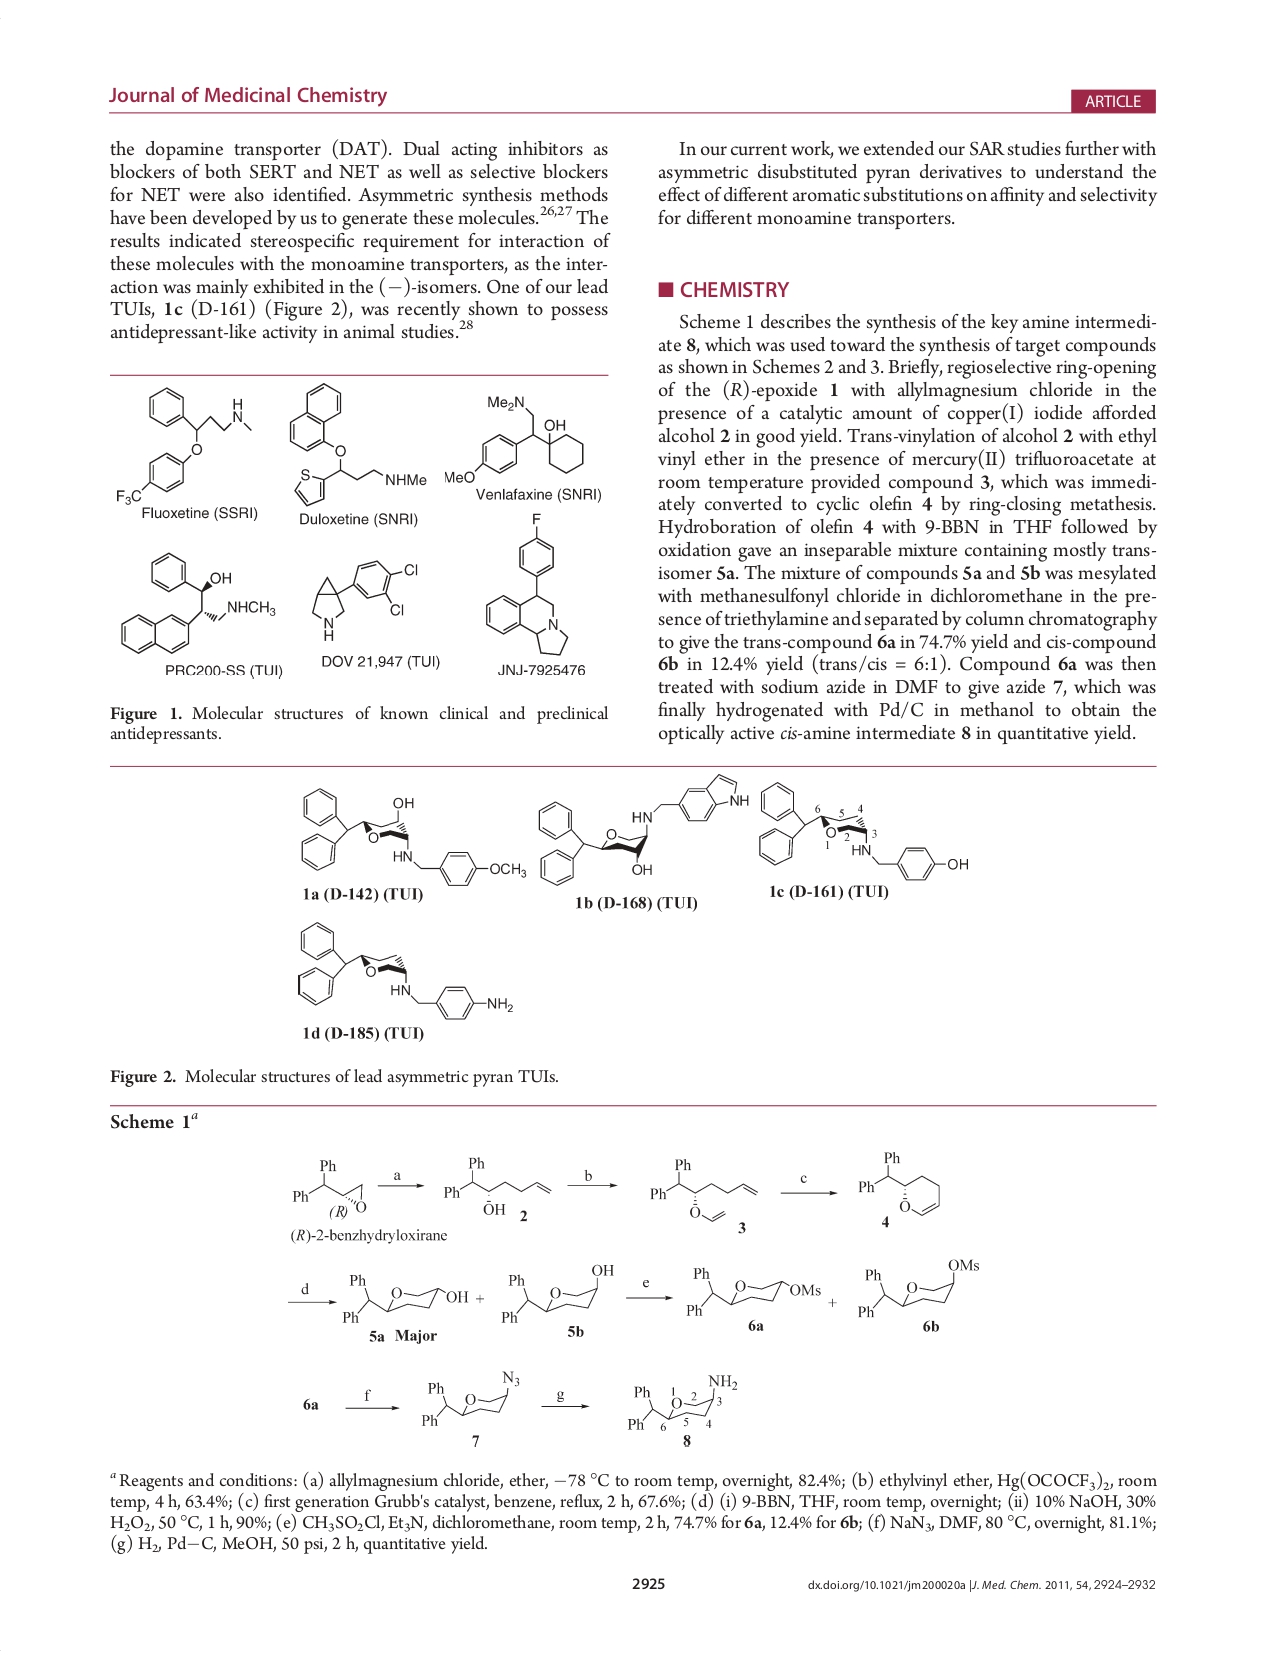 Journal of Medicinal Chemistry
ARTICLE
the dopamine transporter (DAT). Dual acting inhibitors as
blockers of both SERT and NET as well as selective blockers
for NET were also identified. Asymmetric synthesis methods
have been developed by us to generate these molecules.26,27 The
results indicated stereospecific requirement for interaction of
these molecules with the monoamine transporters, as the inter-
action was mainly exhibited in the (−)-isomers. One of our lead
TUIs, 1c (D-161) (Figure 2), was recently shown to possess
antidepressant-like activity in animal studies.28
H
N
O
F3C
Fluoxetine (SSRI)
O
S
NHMe
Duloxetine (SNRI)
Me2N
OH
MeO
Venlafaxine (SNRI)
OH
NHCH3
PRC200-SS (TUI)
Cl
Cl
N
H
DOV 21,947 (TUI)
F
N
JNJ-7925476
Figure 1. Molecular structures of known clinical and preclinical
antidepressants.
In our current work, we extended our SAR studies further with
asymmetric disubstituted pyran derivatives to understand the
effect of different aromatic substitutions on affinity and selectivity
for different monoamine transporters.
■ CHEMISTRY
Scheme 1 describes the synthesis of the key amine intermedi-
ate 8, which was used toward the synthesis of target compounds
as shown in Schemes 2 and 3. Briefly, regioselective ring-opening
of the (R)-epoxide 1 with allylmagnesium chloride in the
presence of a catalytic amount of copper(I) iodide afforded
alcohol 2 in good yield. Trans-vinylation of alcohol 2 with ethyl
vinyl ether in the presence of mercury(II) trifluoroacetate at
room temperature provided compound 3, which was immedi-
ately converted to cyclic olefin 4 by ring-closing metathesis.
Hydroboration of olefin 4 with 9-BBN in THF followed by
oxidation gave an inseparable mixture containing mostly trans-
isomer 5a. The mixture of compounds 5a and 5b was mesylated
with methanesulfonyl chloride in dichloromethane in the pre-
sence of triethylamine and separated by column chromatography
to give the trans-compound 6a in 74.7% yield and cis-compound
6b in 12.4% yield (trans/cis = 6:1). Compound 6a was then
treated with sodium azide in DMF to give azide 7, which was
finally hydrogenated with Pd/C in methanol to obtain the
optically active cis-amine intermediate 8 in quantitative yield.
OH
O
HN
OCH3
1a (D-142) (TUI)
NH
HN
O
OH
1b (D-168) (TUI)
6 5 4
O 2 3
1 HN
OH
1c (D-161) (TUI)
O
HN
NH2
1d (D-185) (TUI)
Figure 2. Molecular structures of lead asymmetric pyran TUIs.
Scheme 1a
Ph
Ph
(R) O
(R)-2-benzhydryloxirane
a
Ph
Ph
OH 2
b
Ph
Ph
O
3
c
Ph
Ph
O
4
d
Ph
Ph
O
OH +
5a Major
Ph
Ph
O
OH
5b
e
Ph
Ph
O
OMs
6a
+
Ph
Ph
O
OMs
6b
6a
f
Ph
Ph
O
N3
7
g
Ph
Ph
O
NH2
1 2 3
6 5 4
8
a Reagents and conditions: (a) allylmagnesium chloride, ether, −78 °C to room temp, overnight, 82.4%; (b) ethylvinyl ether, Hg(OCOCF3)2, room
temp, 4 h, 63.4%; (c) first generation Grubb's catalyst, benzene, reflux, 2 h, 67.6%; (d) (i) 9-BBN, THF, room temp, overnight; (ii) 10% NaOH, 30%
H2O2, 50 °C, 1 h, 90%; (e) CH3SO2Cl, Et3N, dichloromethane, room temp, 2 h, 74.7% for 6a, 12.4% for 6b; (f) NaN3, DMF, 80 °C, overnight, 81.1%;
(g) H2, Pd−C, MeOH, 50 psi, 2 h, quantitative yield.
2925
dx.doi.org/10.1021/jm200020a |J. Med. Chem. 2011, 54, 2924–2932